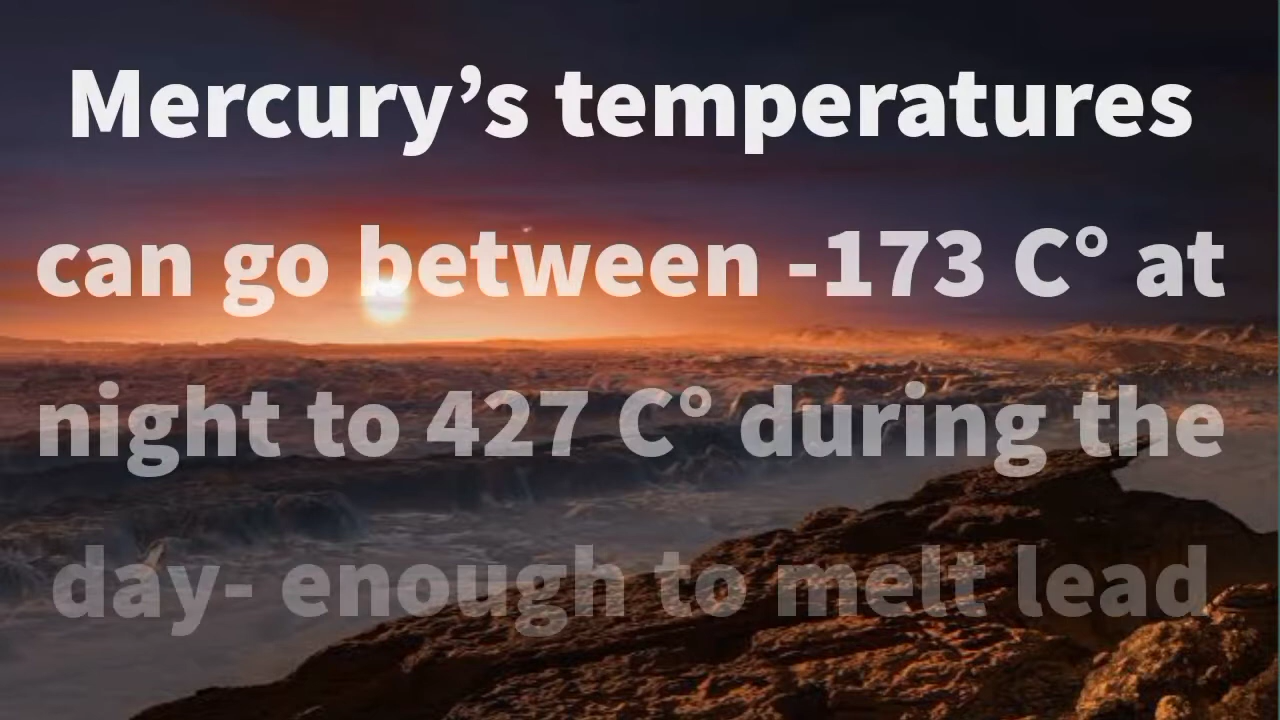 Mercury’s temperatures
can go between -173 C° at
night to 427 C° during the
day- enough to melt lead